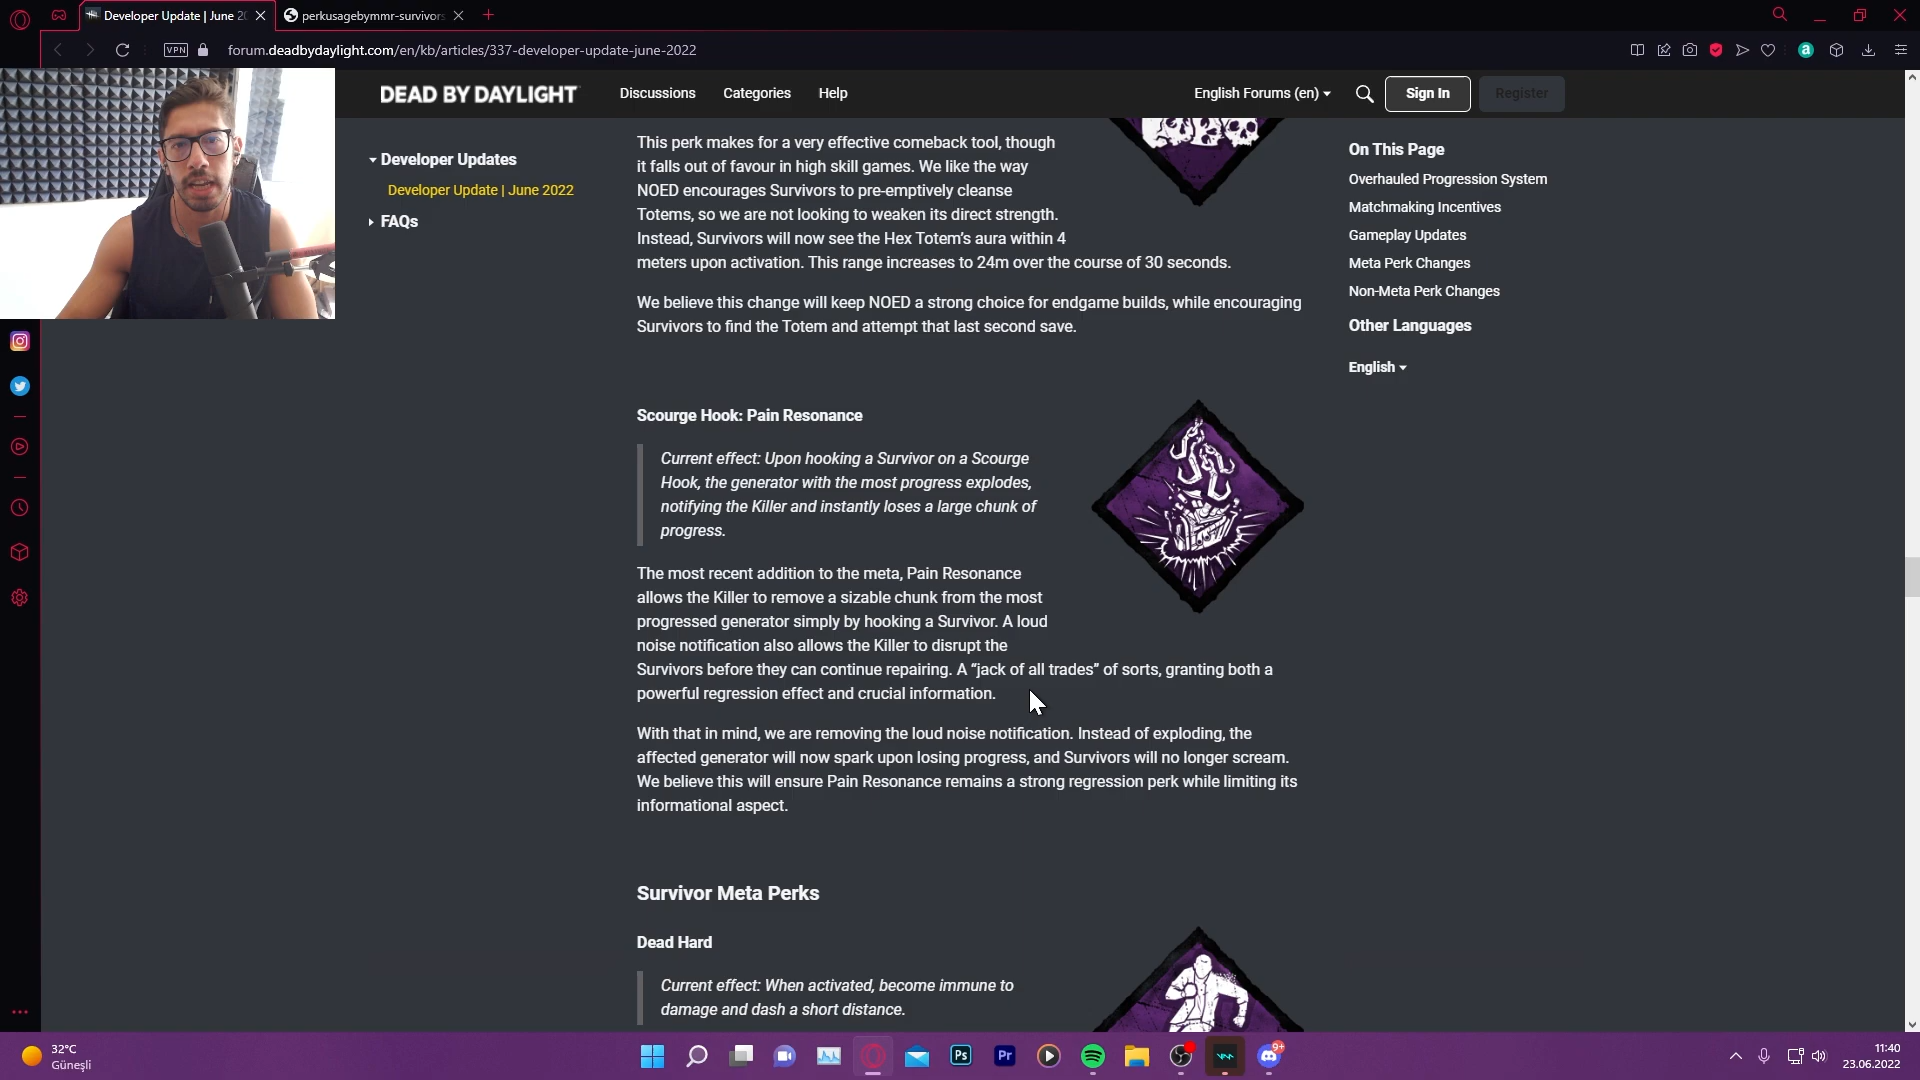 Developer Update | June 20
perkusagebymmr-survivors
VPN
forum.deadbydaylight.com/en/kb/articles/337-developer-update-june-2022
DEAD BY DAYLIGHT
Discussions
Categories
Help
English Forums (en)
Sign In
Register
Developer Updates
Developer Update | June 2022
FAQs
This perk makes for a very effective comeback tool, though
it falls out of favour in high skill games. We like the way
NOED encourages Survivors to pre-emptively cleanse
Totems, so we are not looking to weaken its direct strength.
Instead, Survivors will now see the Hex Totem's aura within 4
meters upon activation. This range increases to 24m over the course of 30 seconds.
We believe this change will keep NOED a strong choice for endgame builds, while encouraging
Survivors to find the Totem and attempt that last second save.
Scourge Hook: Pain Resonance
Current effect: Upon hooking a Survivor on a Scourge
Hook, the generator with the most progress explodes,
notifying the Killer and instantly loses a large chunk of
progress.
The most recent addition to the meta, Pain Resonance
allows the Killer to remove a sizable chunk from the most
progressed generator simply by hooking a Survivor. A loud
noise notification also allows the Killer to disrupt the
Survivors before they can continue repairing. A “jack of all trades” of sorts, granting both a
powerful regression effect and crucial information.
With that in mind, we are removing the loud noise notification. Instead of exploding, the
affected generator will now spark upon losing progress, and Survivors will no longer scream.
We believe this will ensure Pain Resonance remains a strong regression perk while limiting its
informational aspect.
Survivor Meta Perks
Dead Hard
Current effect: When activated, become immune to
damage and dash a short distance.
On This Page
Overhauled Progression System
Matchmaking Incentives
Gameplay Updates
Meta Perk Changes
Non-Meta Perk Changes
Other Languages
English
32°C
Güneşli
Ps
Pr
9+
11:40
23.06.2022